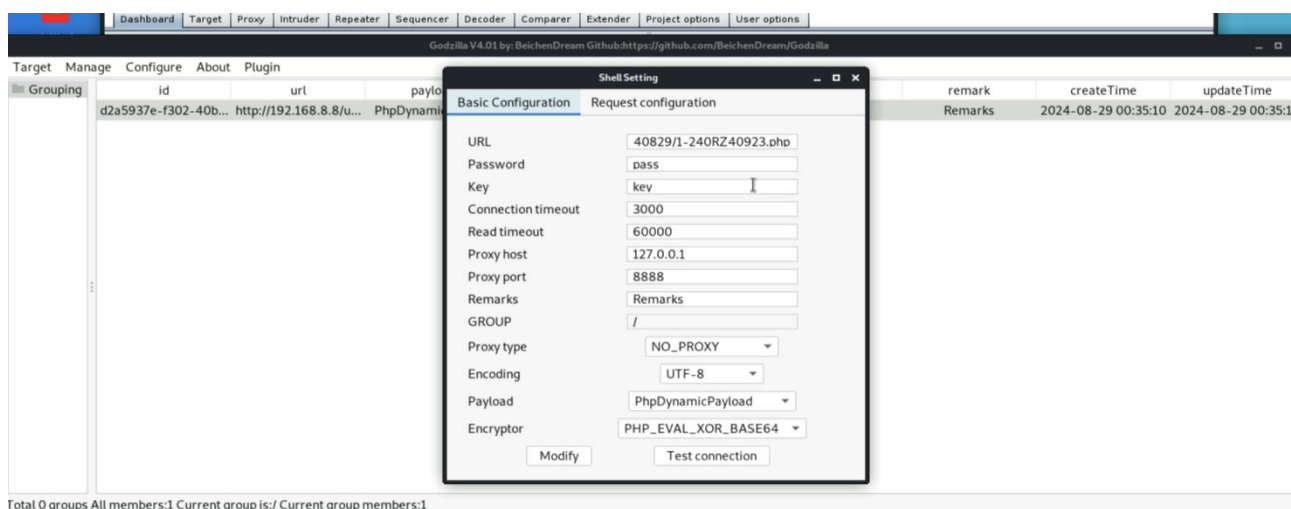 Dashboard Target Proxy Intruder Repeater Sequencer Decoder Comparer Extender Project options User options
Godzilla V4.01 by: BeichenDream Github:https://github.com/BeichenDream/Godzilla
Target Manage Configure About Plugin
Shell Setting
Grouping id url paylo remark createTime updateTime
d2a5937e-f302-40b... http://192.168.8.8/u... PhpDynami Remarks 2024-08-29 00:35:10 2024-08-29 00:35:1
Basic Configuration Request configuration
URL 40829/1-240RZ40923.php
Password pass
Key key
Connection timeout 3000
Read timeout 60000
Proxy host 127.0.0.1
Proxy port 8888
Remarks Remarks
GROUP /
Proxy type NO_PROXY
Encoding UTF-8
Payload PhpDynamicPayload
Encryptor PHP_EVAL_XOR_BASE64
Modify Test connection
Total 0 groups All members:1 Current group is:/ Current group members:1